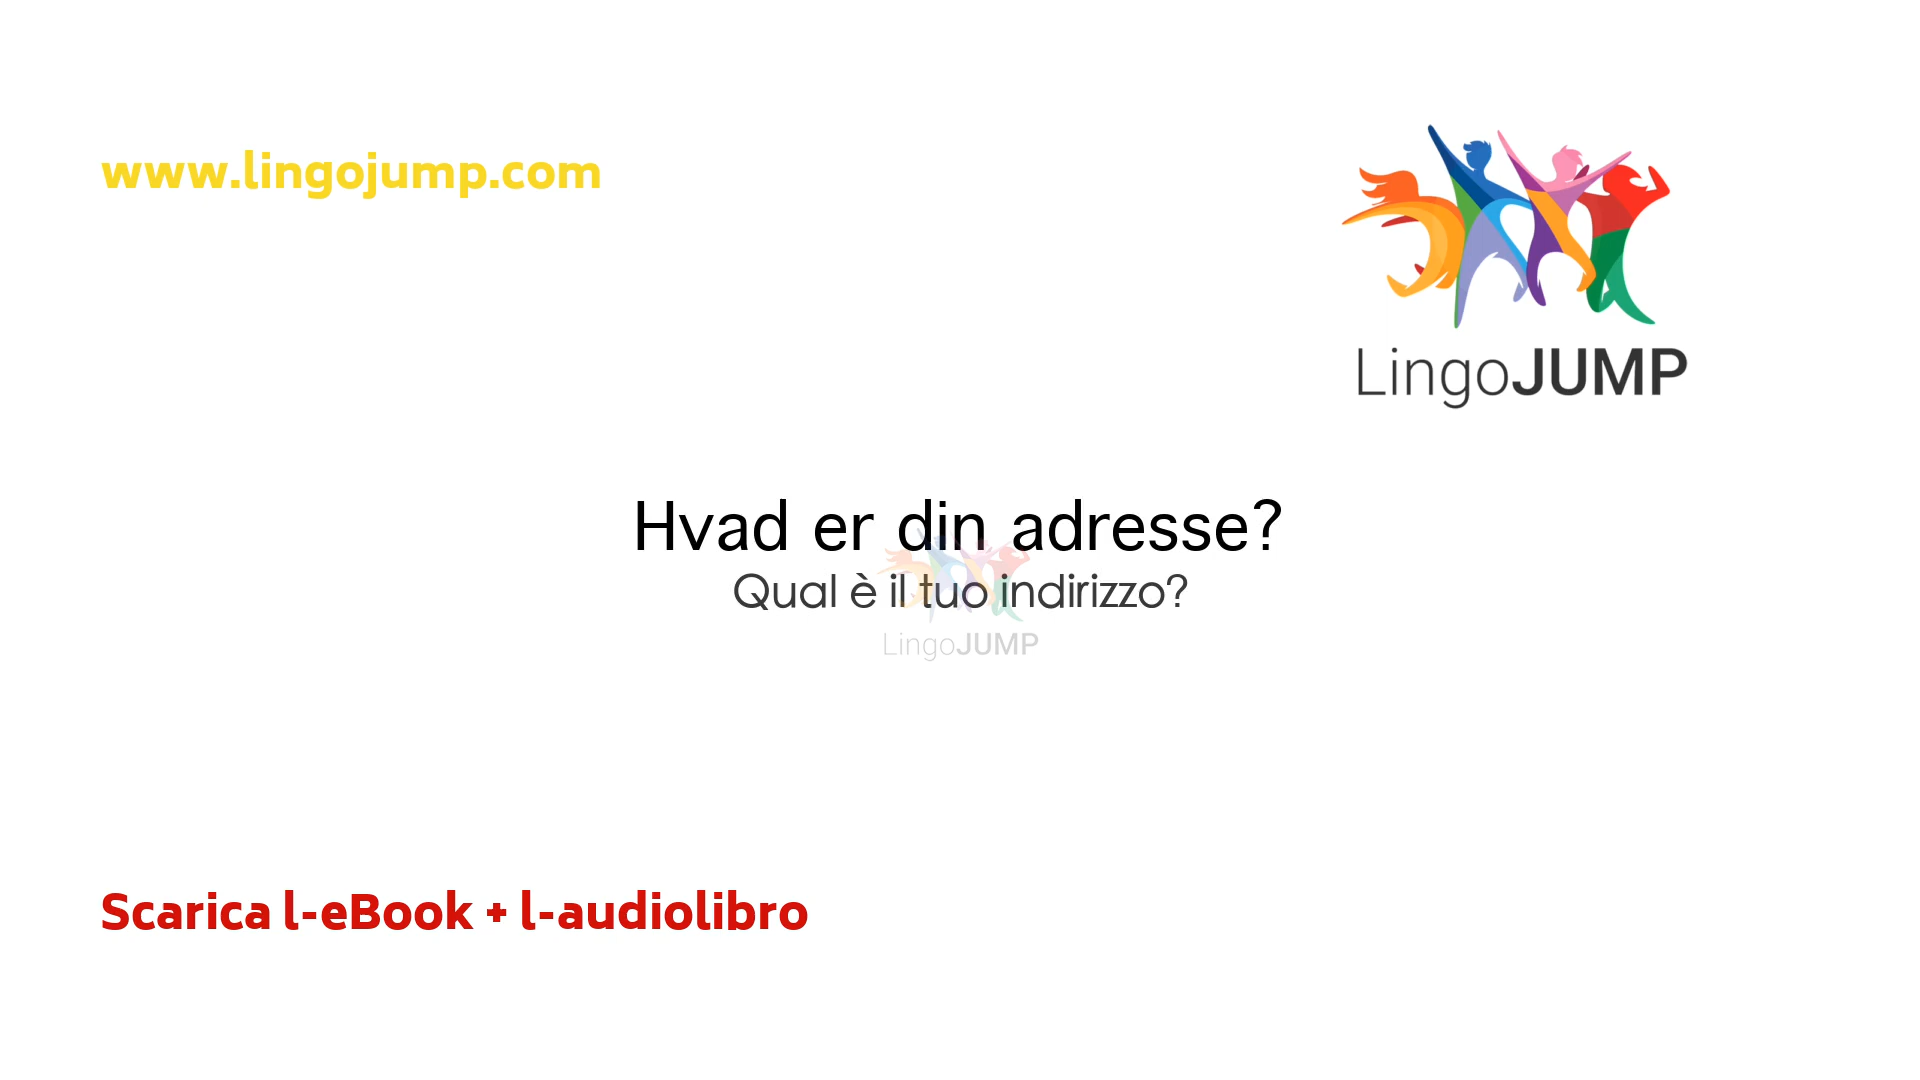 www.lingojump.com
LingoJUMP
Hvad er din adresse?
Qual è il tuo indirizzo?
LingoJUMP
Scarica l-eBook + l-audiolibro